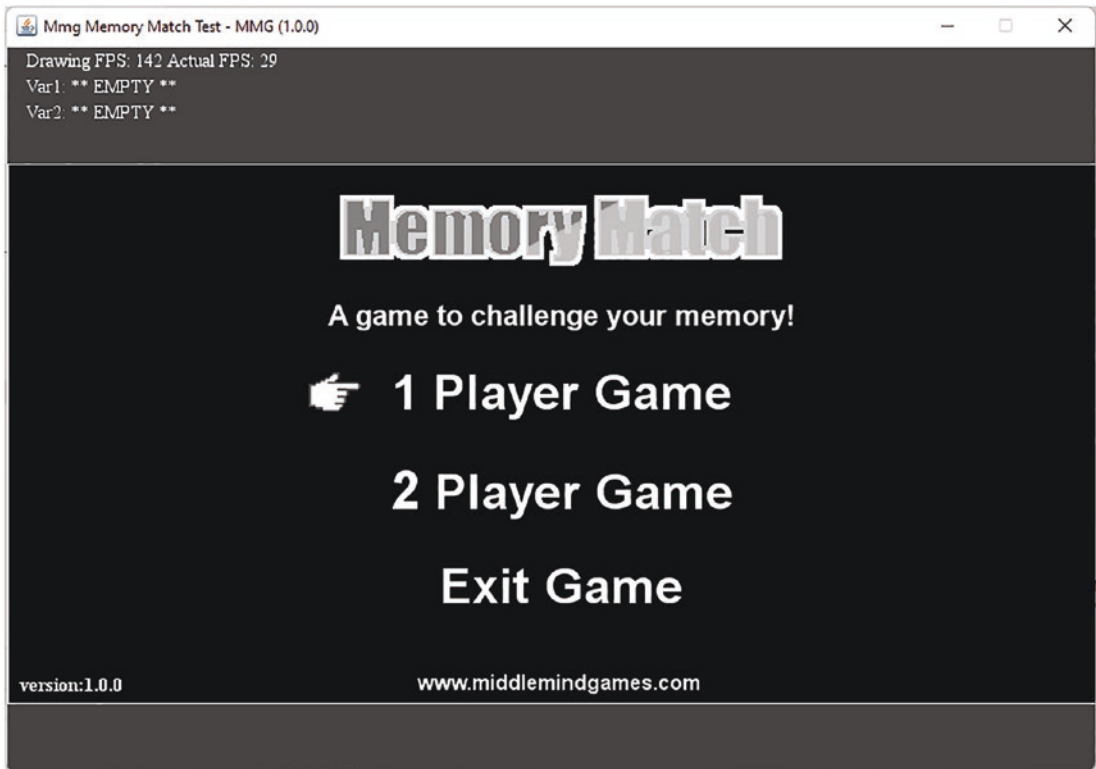 Mmg Memory Match Test - MMG (1.0.0)
Drawing FPS: 142 Actual FPS: 29
Var1: ** EMPTY **
Var2: ** EMPTY **
Memory Match
A game to challenge your memory!
1 Player Game
2 Player Game
Exit Game
version:1.0.0
www.middlemindgames.com